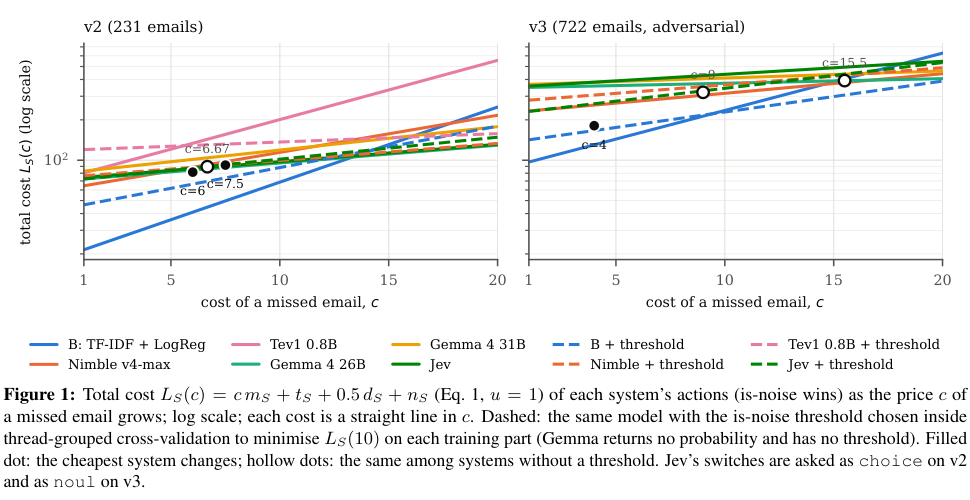 v2 (231 emails)
v3 (722 emails, adversarial)
total cost L_S(c) (log scale)
10²
c=6.67
c=6
c=7.5
c=9
c=15.5
c=4
1 5 10 15 20
1 5 10 15 20
cost of a missed email, c
cost of a missed email, c
B: TF-IDF + LogReg
Tev1 0.8B
Gemma 4 31B
B + threshold
Tev1 0.8B + threshold
Nimble v4-max
Gemma 4 26B
Jev
Nimble + threshold
Jev + threshold
Figure 1: Total cost L_S(c) = c m_S + t_S + 0.5 d_S + n_S (Eq. 1, u = 1) of each system's actions (is-noise wins) as the price c of
a missed email grows; log scale; each cost is a straight line in c. Dashed: the same model with the is-noise threshold chosen inside
thread-grouped cross-validation to minimise L_S(10) on each training part (Gemma returns no probability and has no threshold). Filled
dot: the cheapest system changes; hollow dots: the same among systems without a threshold. Jev's switches are asked as choice on v2
and as noul on v3.